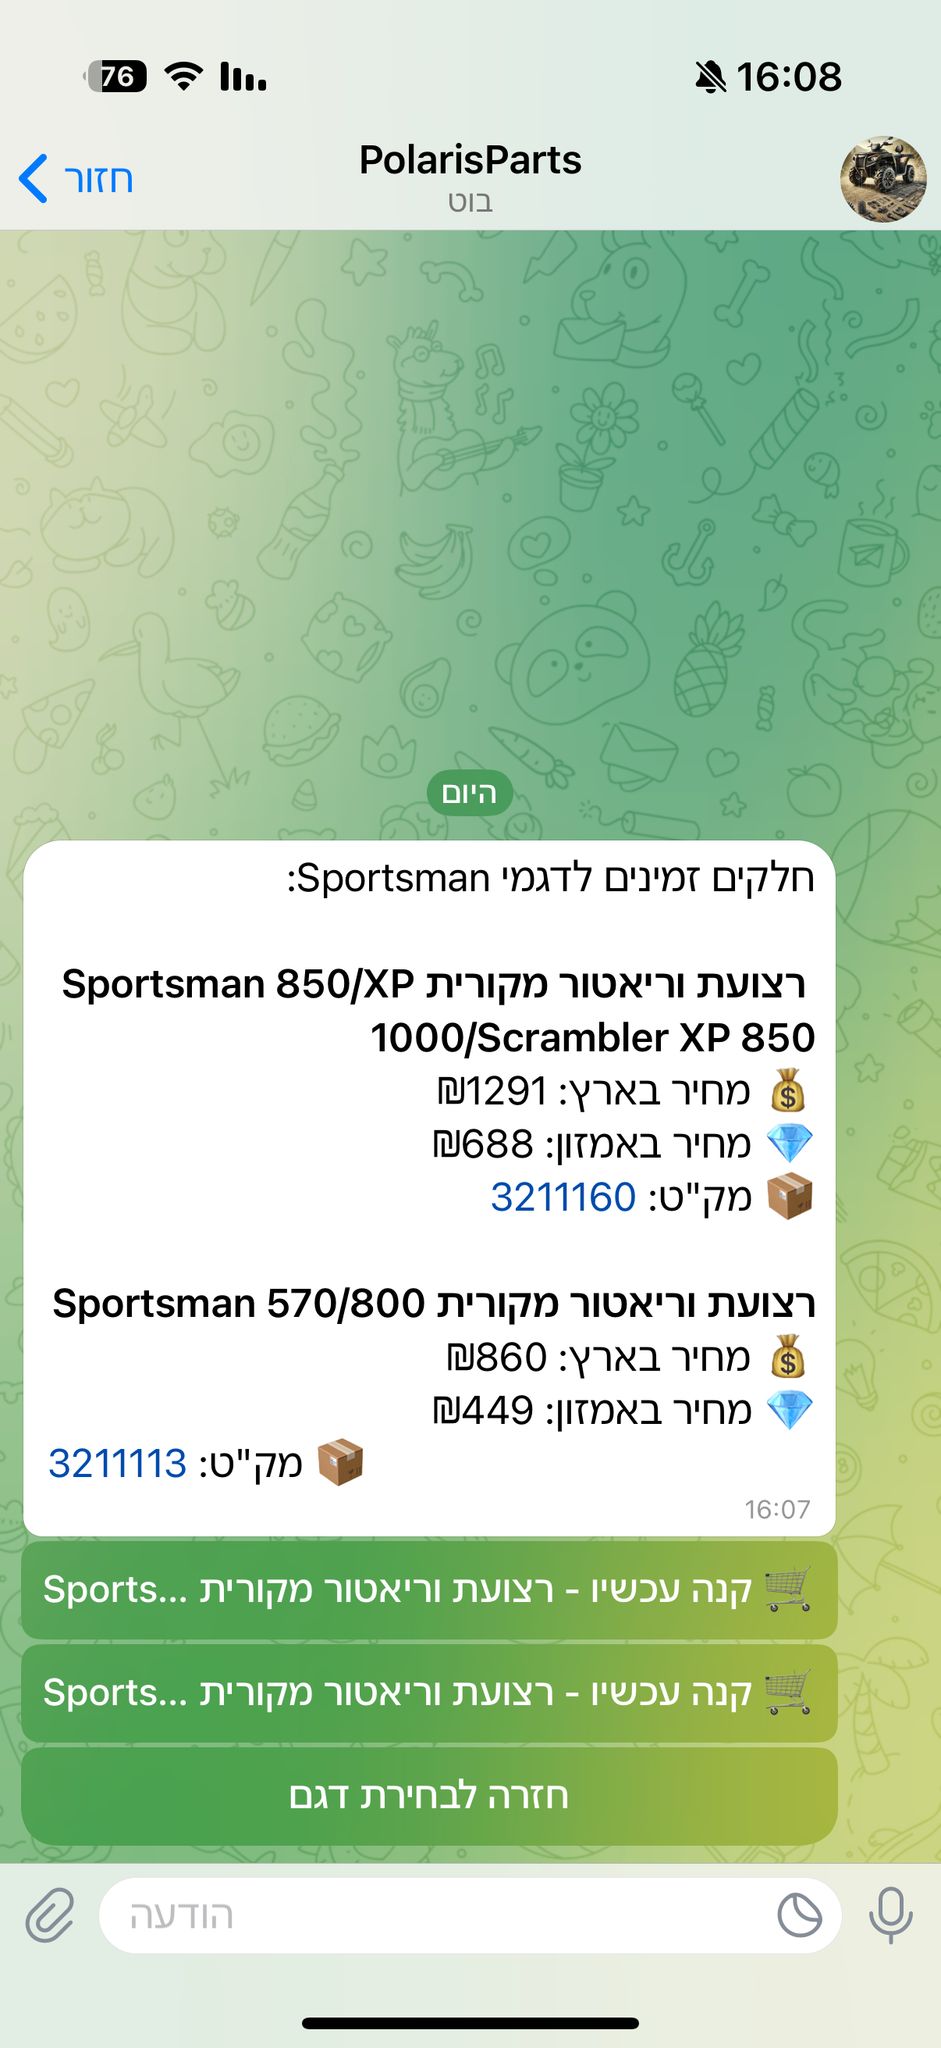 76
16:08
חזור
PolarisParts
בוט
היום
חלקים זמינים לדגמי Sportsman:
רצועת וריאטור מקורית Sportsman 850/XP
1000/Scrambler XP 850
💰 מחיר בארץ: 1291₪
💎 מחיר באמזון: 688₪
📦 מק"ט: 3211160
רצועת וריאטור מקורית Sportsman 570/800
💰 מחיר בארץ: 860₪
💎 מחיר באמזון: 449₪
📦 מק"ט: 3211113
16:07
🛒 קנה עכשיו - רצועת וריאטור מקורית Sports...
🛒 קנה עכשיו - רצועת וריאטור מקורית Sports...
חזרה לבחירת דגם
הודעה